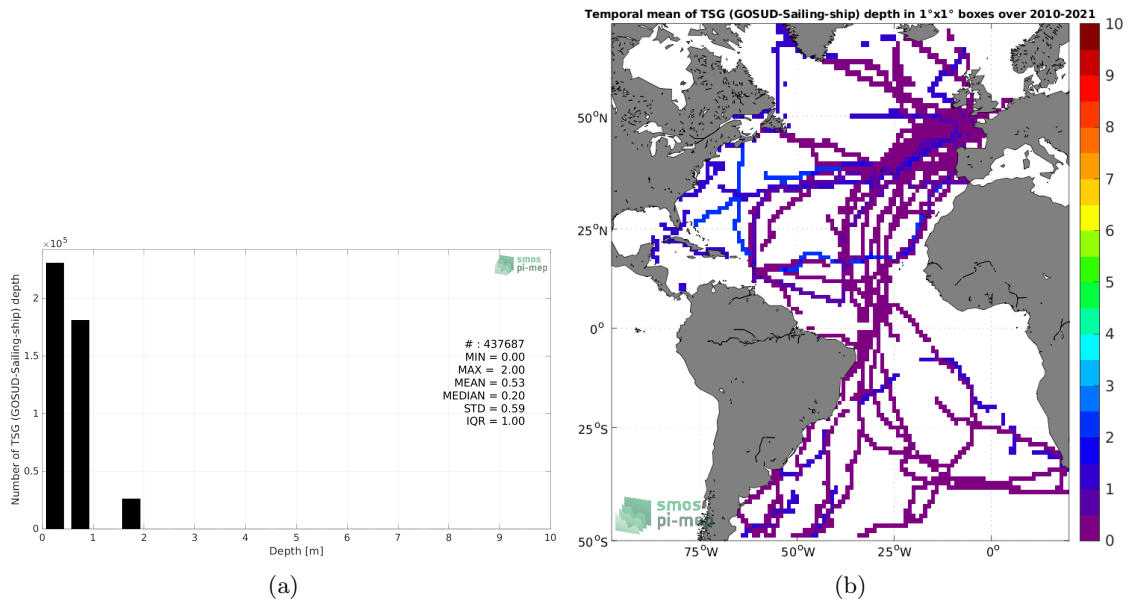 Temporal mean of TSG (GOSUD-Sailing-ship) depth in 1°x1° boxes over 2010-2021
×10⁵
2
1.5
1
0.5
0
Number of TSG (GOSUD-Sailing-ship) depth
smos
pi-mep
# : 437687
MIN = 0.00
MAX = 2.00
MEAN = 0.53
MEDIAN = 0.20
STD = 0.59
IQR = 1.00
0 1 2 3 4 5 6 7 8 9 10
Depth [m]
(a)
50°N
25°N
0°
25°S
50°S
smos
pi-mep
75°W 50°W 25°W 0°
10
9
8
7
6
5
4
3
2
1
0
(b)